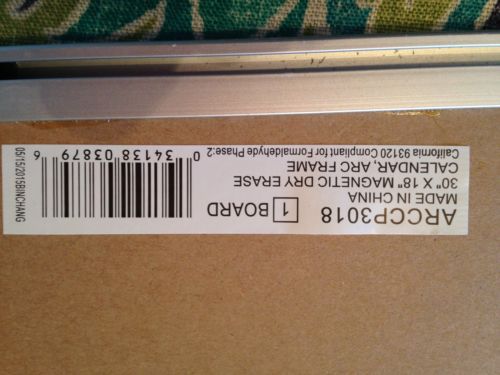 ARCCP3018
MADE IN CHINA
1 BOARD
30" X 18" MAGNETIC DRY ERASE
CALENDAR, ARC FRAME
California 93120 Compliant for Formaldehyde Phase:2
0 34138 03879 6
05/15/2015BINCHANG